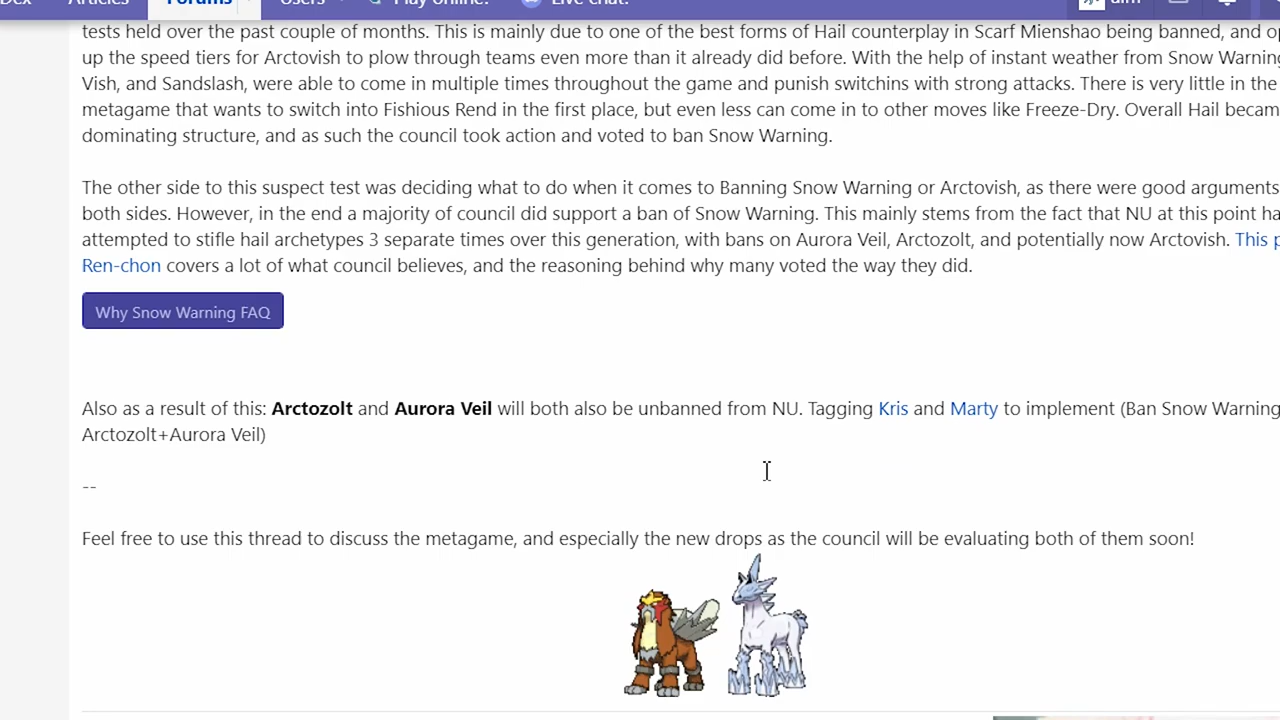 Articles Forums Users Play online! Live chat!
tests held over the past couple of months. This is mainly due to one of the best forms of Hail counterplay in Scarf Mienshao being banned, and
up the speed tiers for Arctovish to plow through teams even more than it already did before. With the help of instant weather from Snow Warning
Vish, and Sandslash, were able to come in multiple times throughout the game and punish switchins with strong attacks. There is very little in the
metagame that wants to switch into Fishious Rend in the first place, but even less can come in to other moves like Freeze-Dry. Overall Hail becam
dominating structure, and as such the council took action and voted to ban Snow Warning.
The other side to this suspect test was deciding what to do when it comes to Banning Snow Warning or Arctovish, as there were good arguments
both sides. However, in the end a majority of council did support a ban of Snow Warning. This mainly stems from the fact that NU at this point ha
attempted to stifle hail archetypes 3 separate times over this generation, with bans on Aurora Veil, Arctozolt, and potentially now Arctovish. This p
Ren-chon covers a lot of what council believes, and the reasoning behind why many voted the way they did.
Why Snow Warning FAQ
Also as a result of this: Arctozolt and Aurora Veil will both also be unbanned from NU. Tagging Kris and Marty to implement (Ban Snow Warning
Arctozolt+Aurora Veil)
--
Feel free to use this thread to discuss the metagame, and especially the new drops as the council will be evaluating both of them soon!